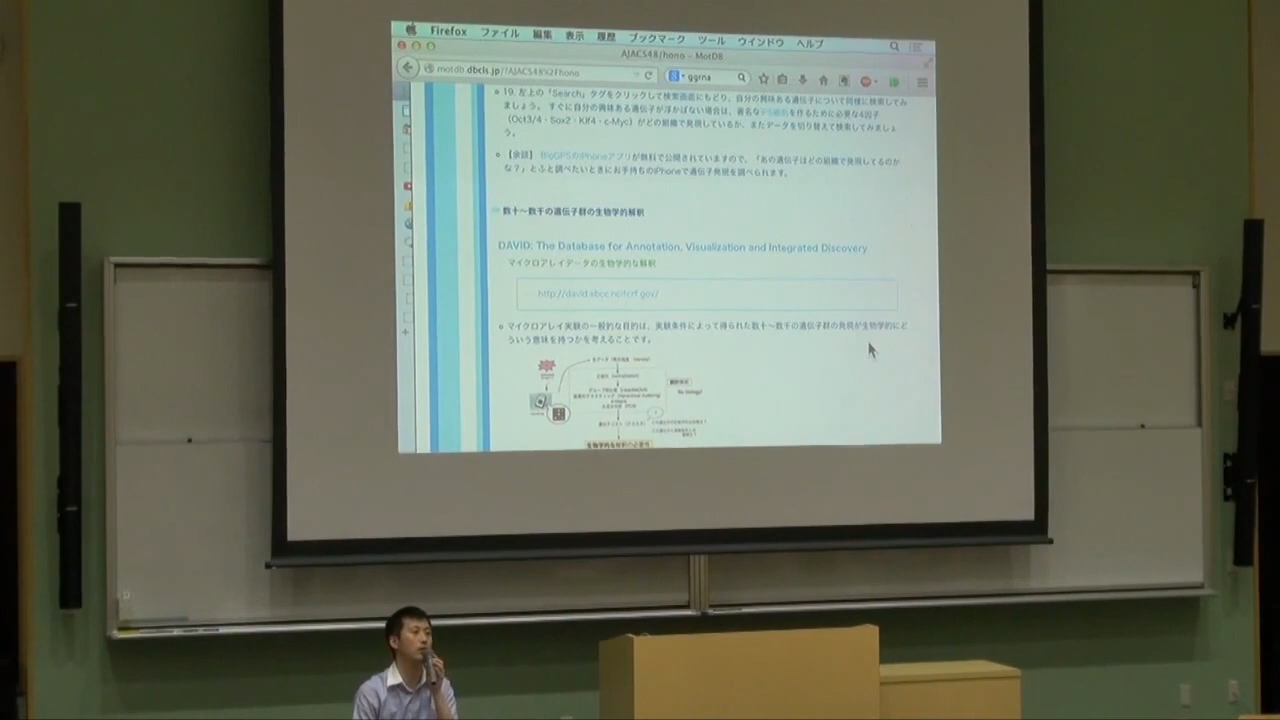 Firefox ファイル 編集 表示 履歴 ブックマーク ツール ウインドウ ヘルプ
AJACS48/hono – MotDB
motdb.dbcls.jp/?AJACS48%2Fhono
ggrna
19. 左上の「Search」タグをクリックして検索画面にもどり、自分の興味ある遺伝子について同様に検索してみ
ましょう。 すぐに自分の興味ある遺伝子が浮かばない場合は、著名な を作るために必要な4因子
（Oct3/4・Sox2・Klf4・c-Myc）がどの組織で発現しているか、またデータを切り替えて検索してみましょ
う。
【余談】 BioGPSのiPhoneアプリが無料で公開されていますので、「あの遺伝子はどの組織で発現してるのか
な？」とふと調べたいときにお手持ちのiPhoneで遺伝子発現を調べられます。
数十〜数千の遺伝子群の生物学的解釈
DAVID: The Database for Annotation, Visualization and Integrated Discovery
マイクロアレイデータの生物学的な解釈
http://david.abcc.ncifcrf.gov/
マイクロアレイ実験の一般的な目的は、実験条件によって得られた数十〜数千の遺伝子群の発現が生物学的にど
ういう意味を持つかを考えることです。